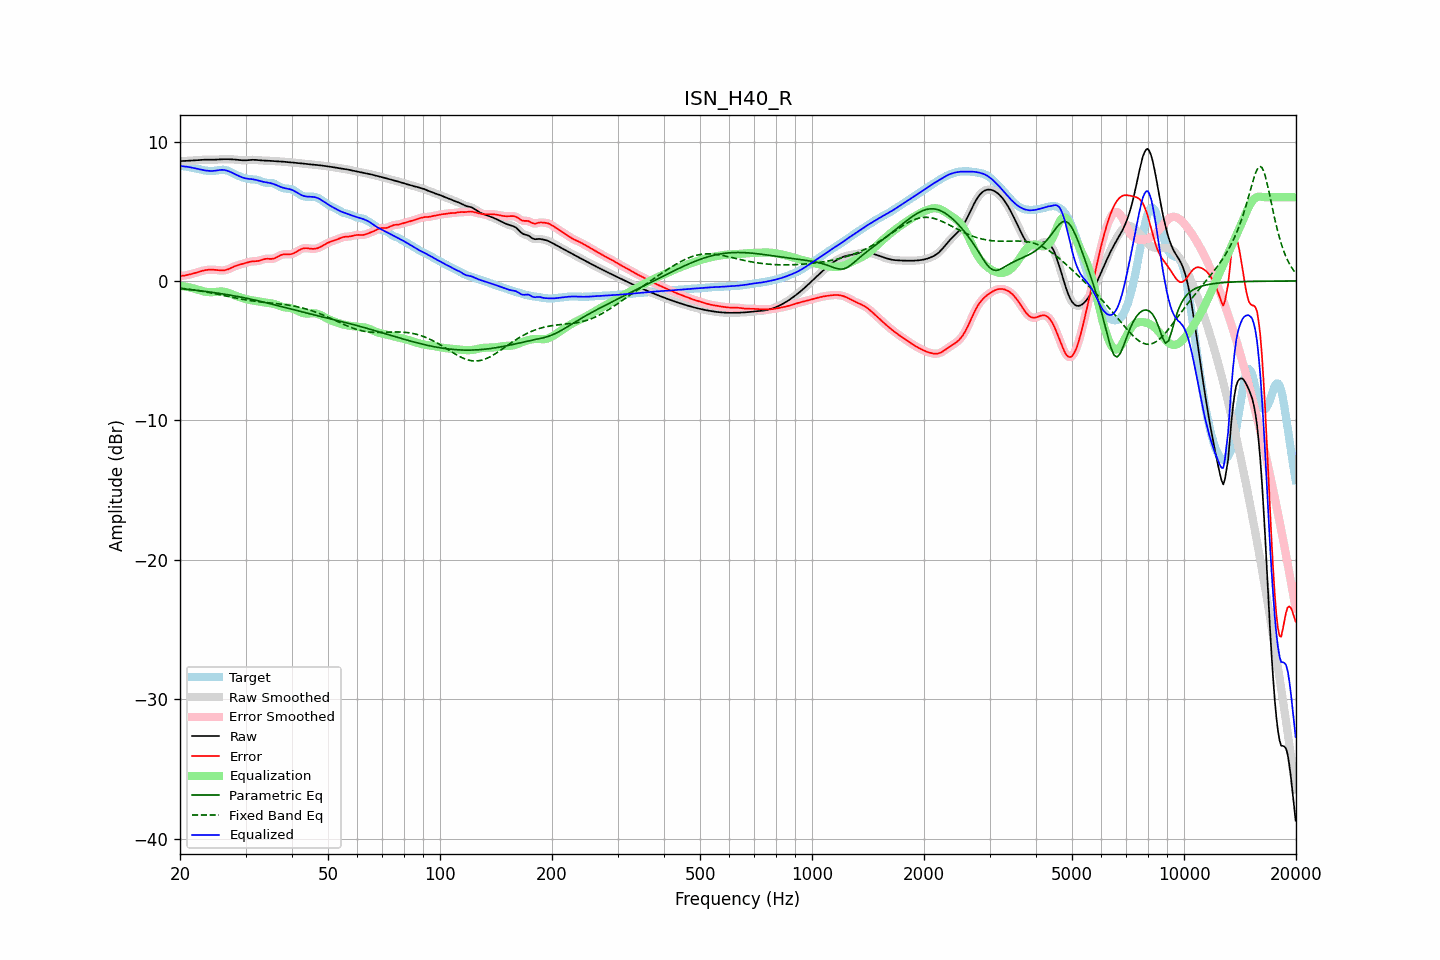 ISN_H40_R
10
0
−10
−20
−30
−40
Amplitude (dBr)
Target
Raw Smoothed
Error Smoothed
Raw
Error
Equalization
Parametric Eq
Fixed Band Eq
Equalized
20 50 100 200 500 1000 2000 5000 10000 20000
Frequency (Hz)